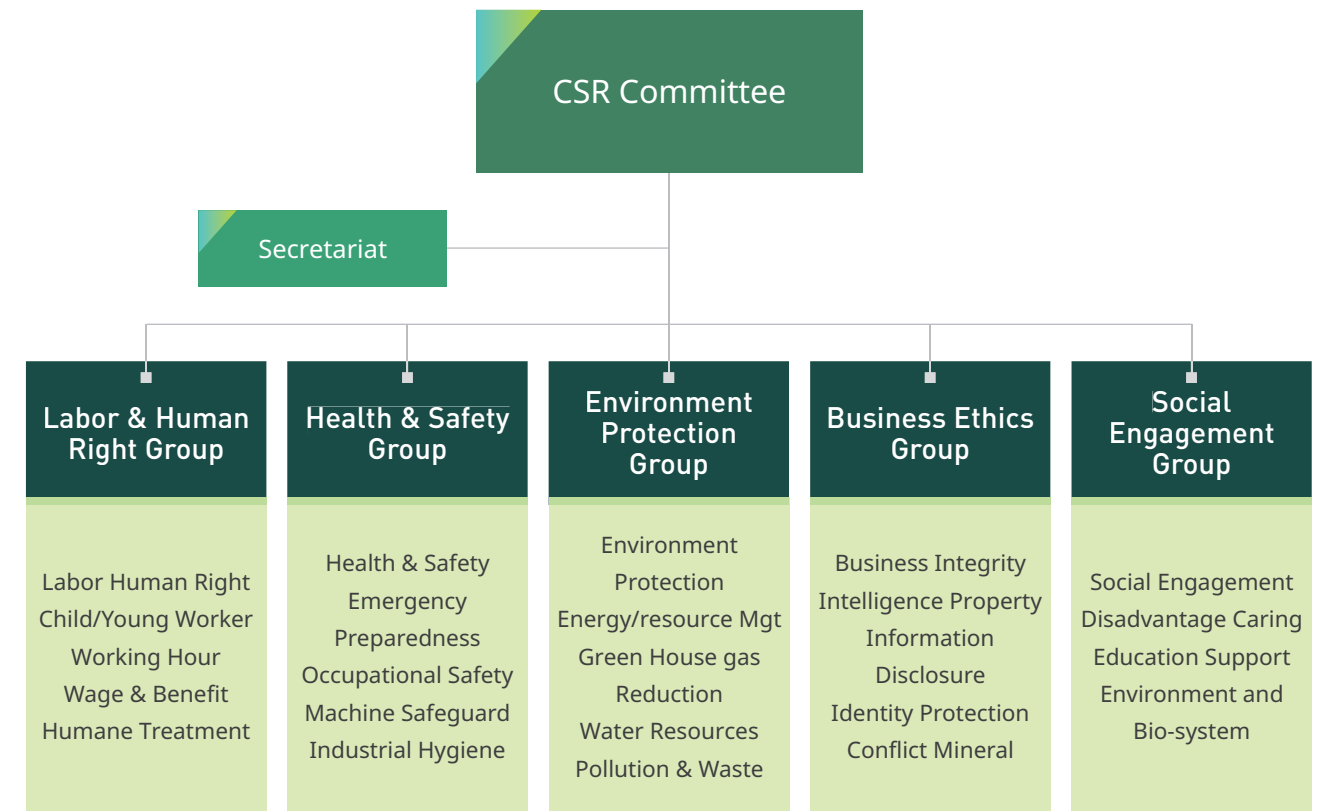 CSR Committee
Secretariat
Labor & Human
Right Group
Health & Safety
Group
Environment
Protection
Group
Business Ethics
Group
Social
Engagement
Group
Labor Human Right
Child/Young Worker
Working Hour
Wage & Benefit
Humane Treatment
Health & Safety
Emergency
Preparedness
Occupational Safety
Machine Safeguard
Industrial Hygiene
Environment
Protection
Energy/resource Mgt
Green House gas
Reduction
Water Resources
Pollution & Waste
Business Integrity
Intelligence Property
Information
Disclosure
Identity Protection
Conflict Mineral
Social Engagement
Disadvantage Caring
Education Support
Environment and
Bio-system